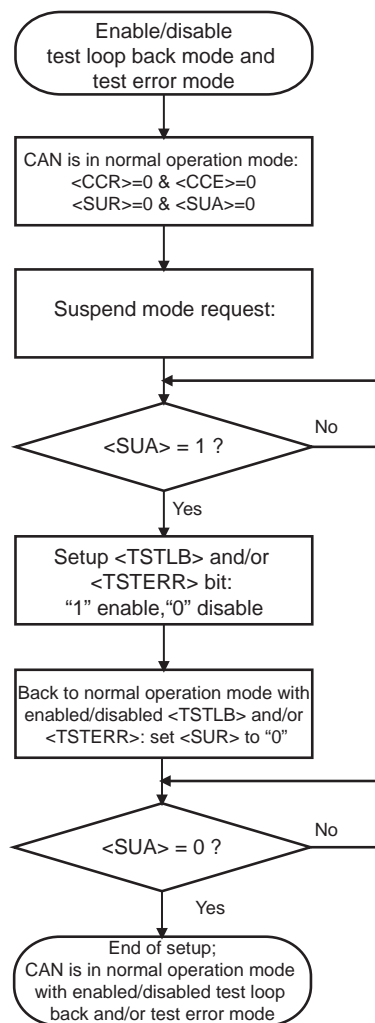 Enable/disable
test loop back mode and
test error mode
CAN is in normal operation mode:
<CCR>=0 & <CCE>=0
<SUR>=0 & <SUA>=0
Suspend mode request:
<SUA> = 1 ?
No
Yes
Setup <TSTLB> and/or
<TSTERR> bit:
“1” enable,“0” disable
Back to normal operation mode with
enabled/disabled <TSTLB> and/or
<TSTERR>: set <SUR> to “0”
<SUA> = 0 ?
No
Yes
End of setup;
CAN is in normal operation mode
with enabled/disabled test loop
back and/or test error mode